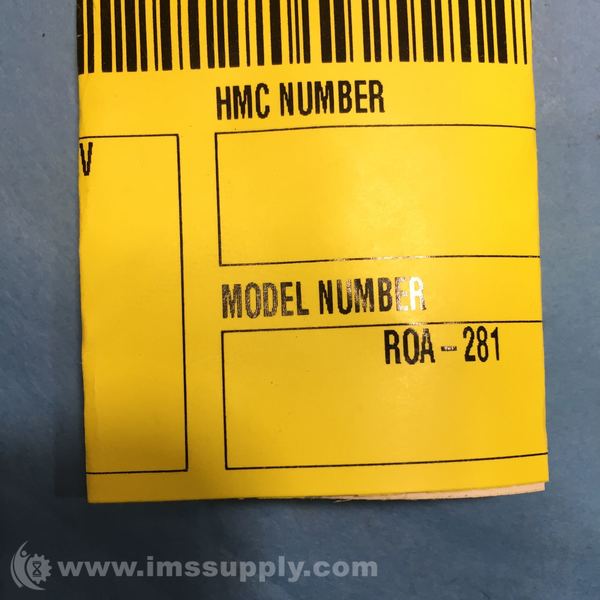 HMC NUMBER
V
MODEL NUMBER
ROA-281
www.imssupply.com